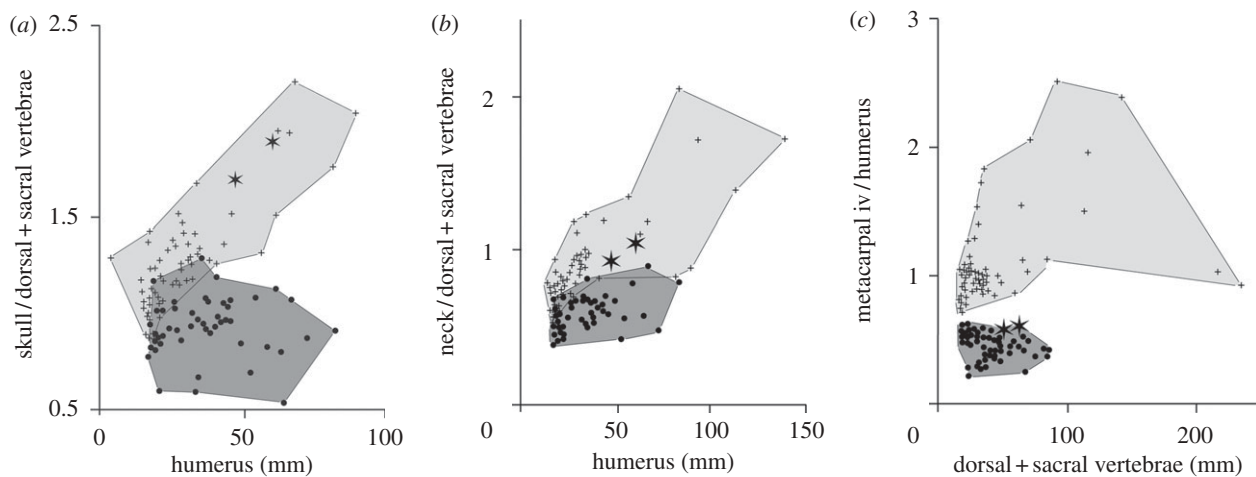 (a)
2.5
1.5
0.5
skull / dorsal + sacral vertebrae
0
50
100
humerus (mm)
(b)
2
1
0
neck / dorsal + sacral vertebrae
50
100
150
humerus (mm)
(c)
3
2
1
0
metacarpal iv / humerus
100
200
dorsal + sacral vertebrae (mm)